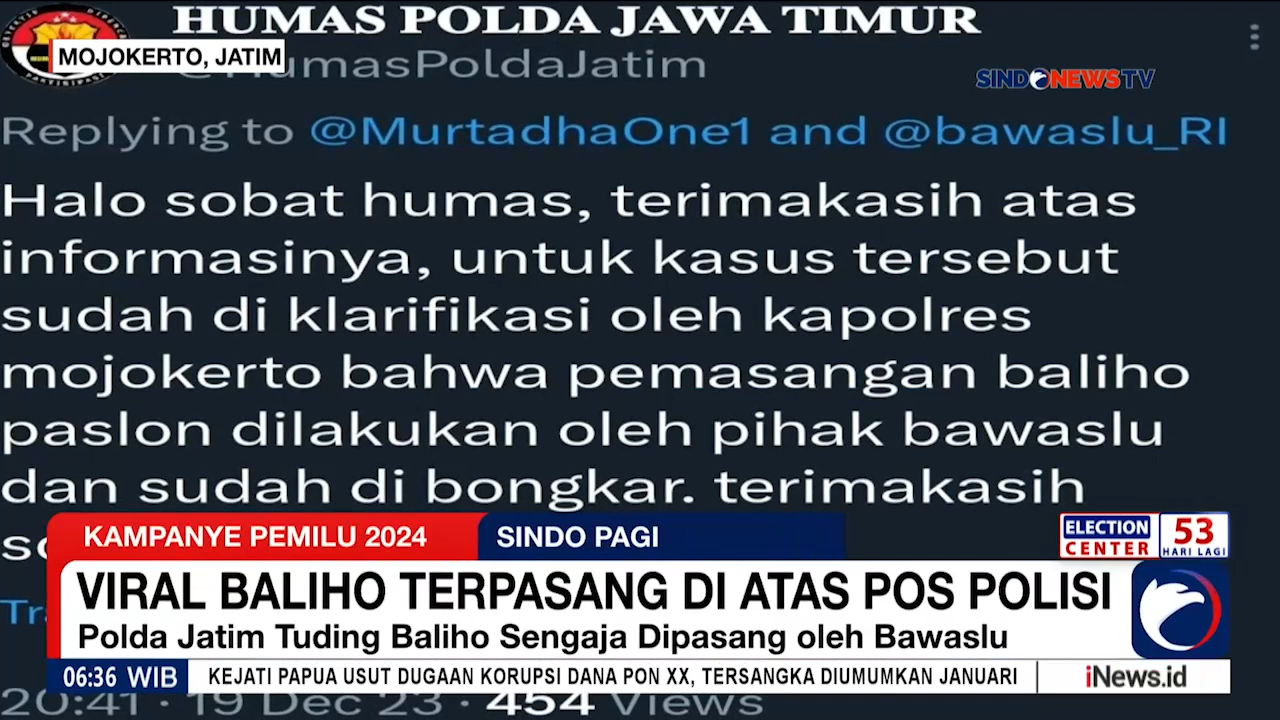 HUMAS POLDA JAWA TIMUR
MOJOKERTO, JATIM
@HumasPoldaJatim
SINDONEWSTV
Replying to @MurtadhaOne1 and @bawaslu_RI
Halo sobat humas, terimakasih atas
informasinya, untuk kasus tersebut
sudah di klarifikasi oleh kapolres
mojokerto bahwa pemasangan baliho
paslon dilakukan oleh pihak bawaslu
dan sudah di bongkar. terimakasih
KAMPANYE PEMILU 2024
SINDO PAGI
ELECTION CENTER
53 HARI LAGI
VIRAL BALIHO TERPASANG DI ATAS POS POLISI
Polda Jatim Tuding Baliho Sengaja Dipasang oleh Bawaslu
06:36 WIB
KEJATI PAPUA USUT DUGAAN KORUPSI DANA PON XX, TERSANGKA DIUMUMKAN JANUARI
iNews.id
20:41 · 19 Dec 23 · 454 Views